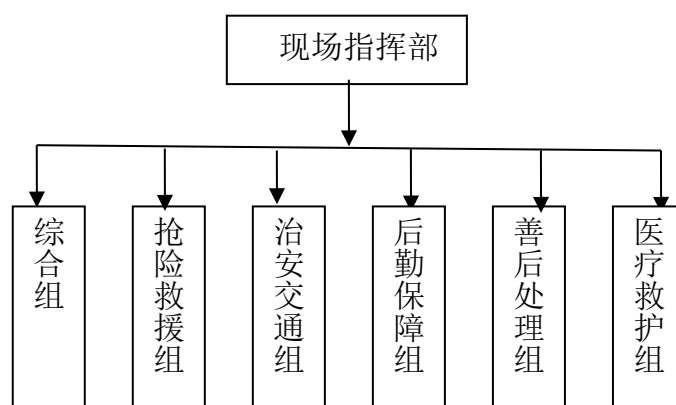 现场指挥部
综合组
抢险救援组
治安交通组
后勤保障组
善后处理组
医疗救护组